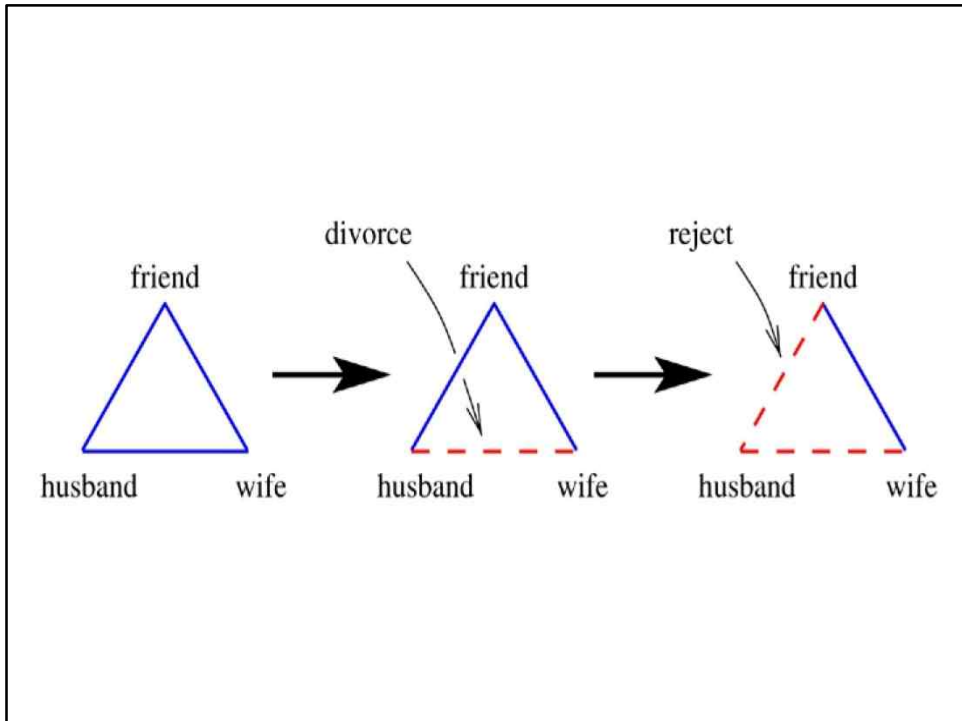 divorce
reject
friend
friend
friend
husband
wife
husband
wife
husband
wife